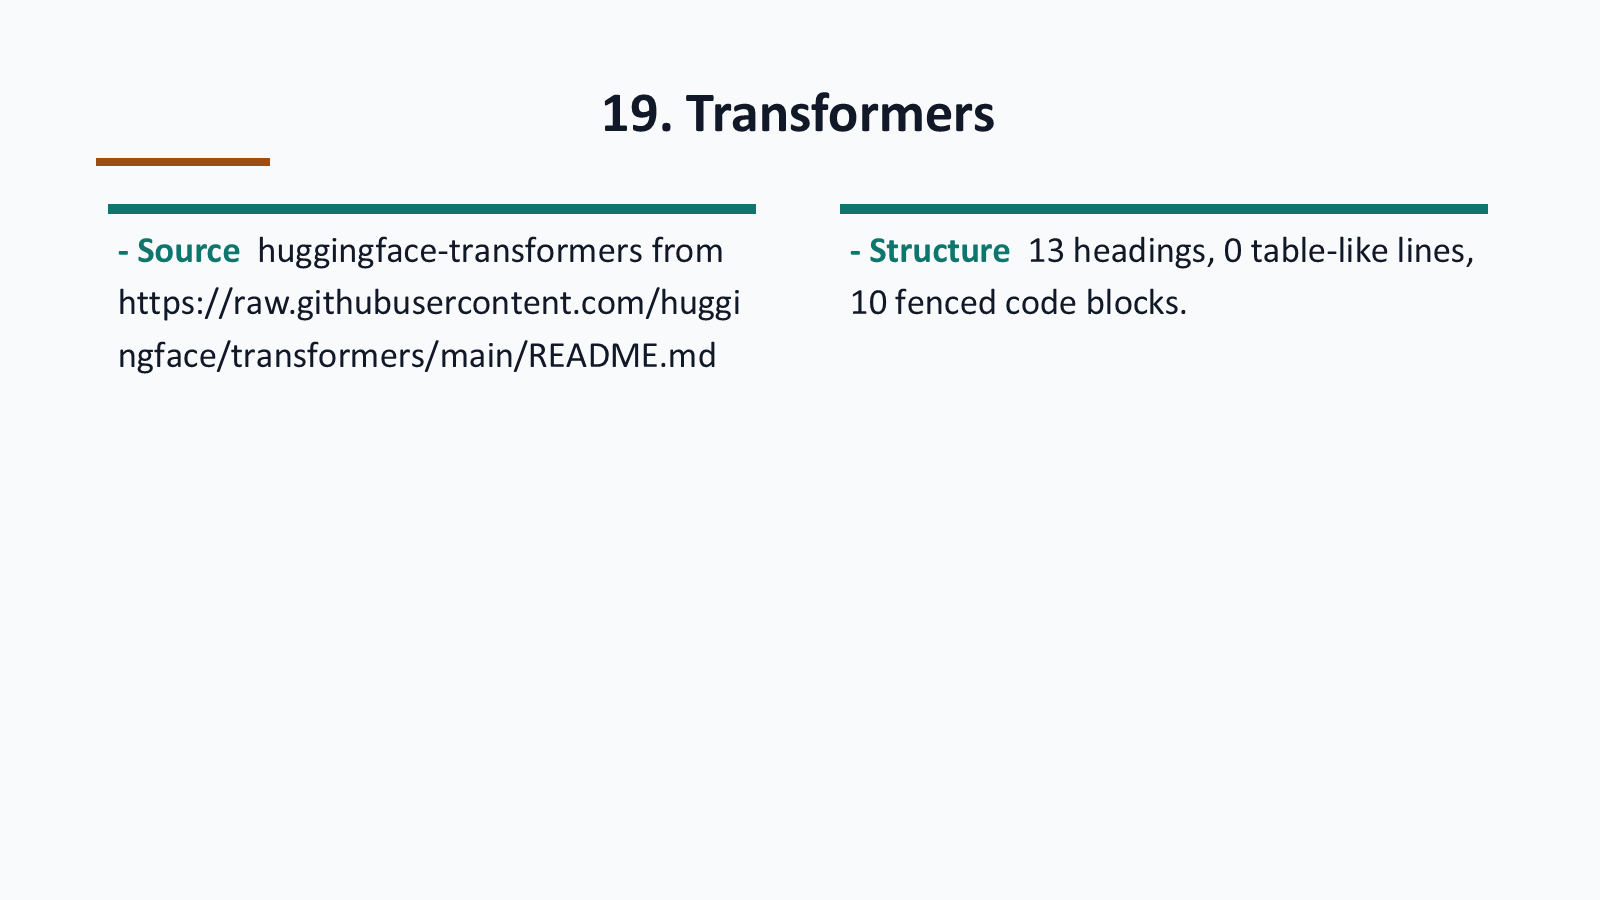 19. Transformers
- Source  huggingface-transformers from
https://raw.githubusercontent.com/huggi
ngface/transformers/main/README.md
- Structure  13 headings, 0 table-like lines,
10 fenced code blocks.